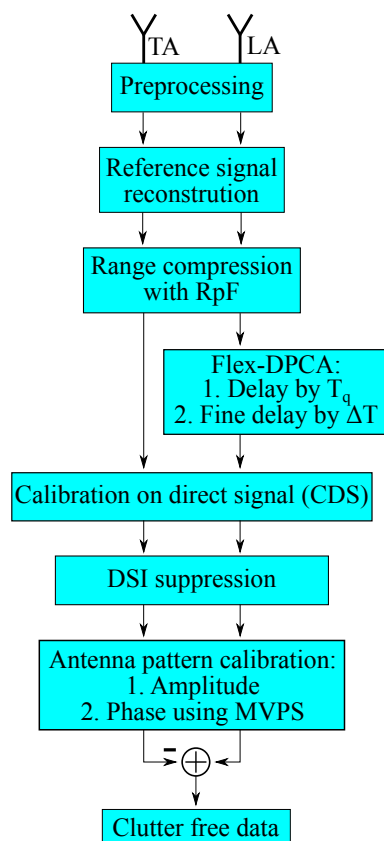 TA LA
Preprocessing
Reference signal
reconstrution
Range compression
with RpF
Flex-DPCA:
1. Delay by Tq
2. Fine delay by ΔT
Calibration on direct signal (CDS)
DSI suppression
Antenna pattern calibration:
1. Amplitude
2. Phase using MVPS
Clutter free data